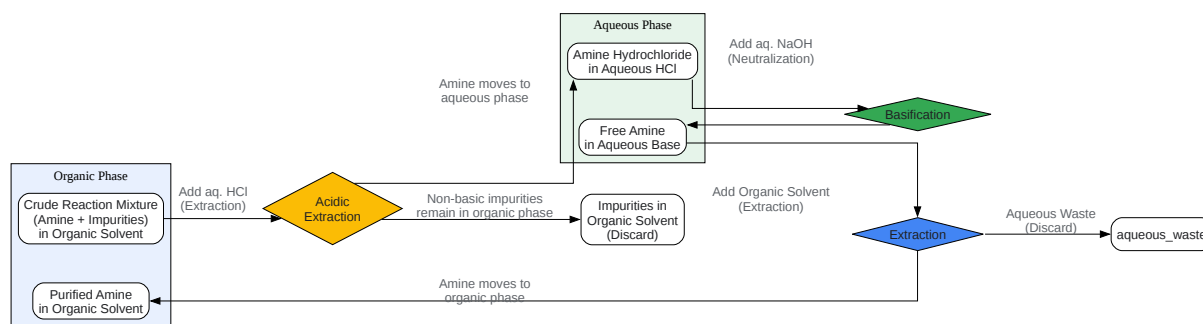 Aqueous Phase
Amine Hydrochloride
in Aqueous HCl
Add aq. NaOH
(Neutralization)
Amine moves to
aqueous phase
Basification
Free Amine
in Aqueous Base
Organic Phase
Crude Reaction Mixture
(Amine + Impurities)
in Organic Solvent
Add aq. HCl
(Extraction)
Acidic
Extraction
Non-basic impurities
remain in organic phase
Impurities in
Organic Solvent
(Discard)
Add Organic Solvent
(Extraction)
Extraction
Aqueous Waste
(Discard)
aqueous_waste
Purified Amine
in Organic Solvent
Amine moves to
organic phase